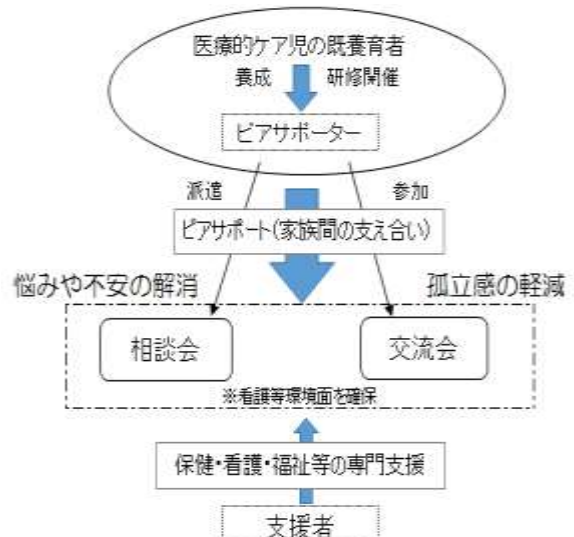 医療的ケア児の既養育者
養成 研修開催
ピアサポーター
派遣 参加
ピアサポート(家族間の支え合い)
悩みや不安の解消 孤立感の軽減
相談会 交流会
※看護等環境面を確保
保健・看護・福祉等の専門支援
支援者